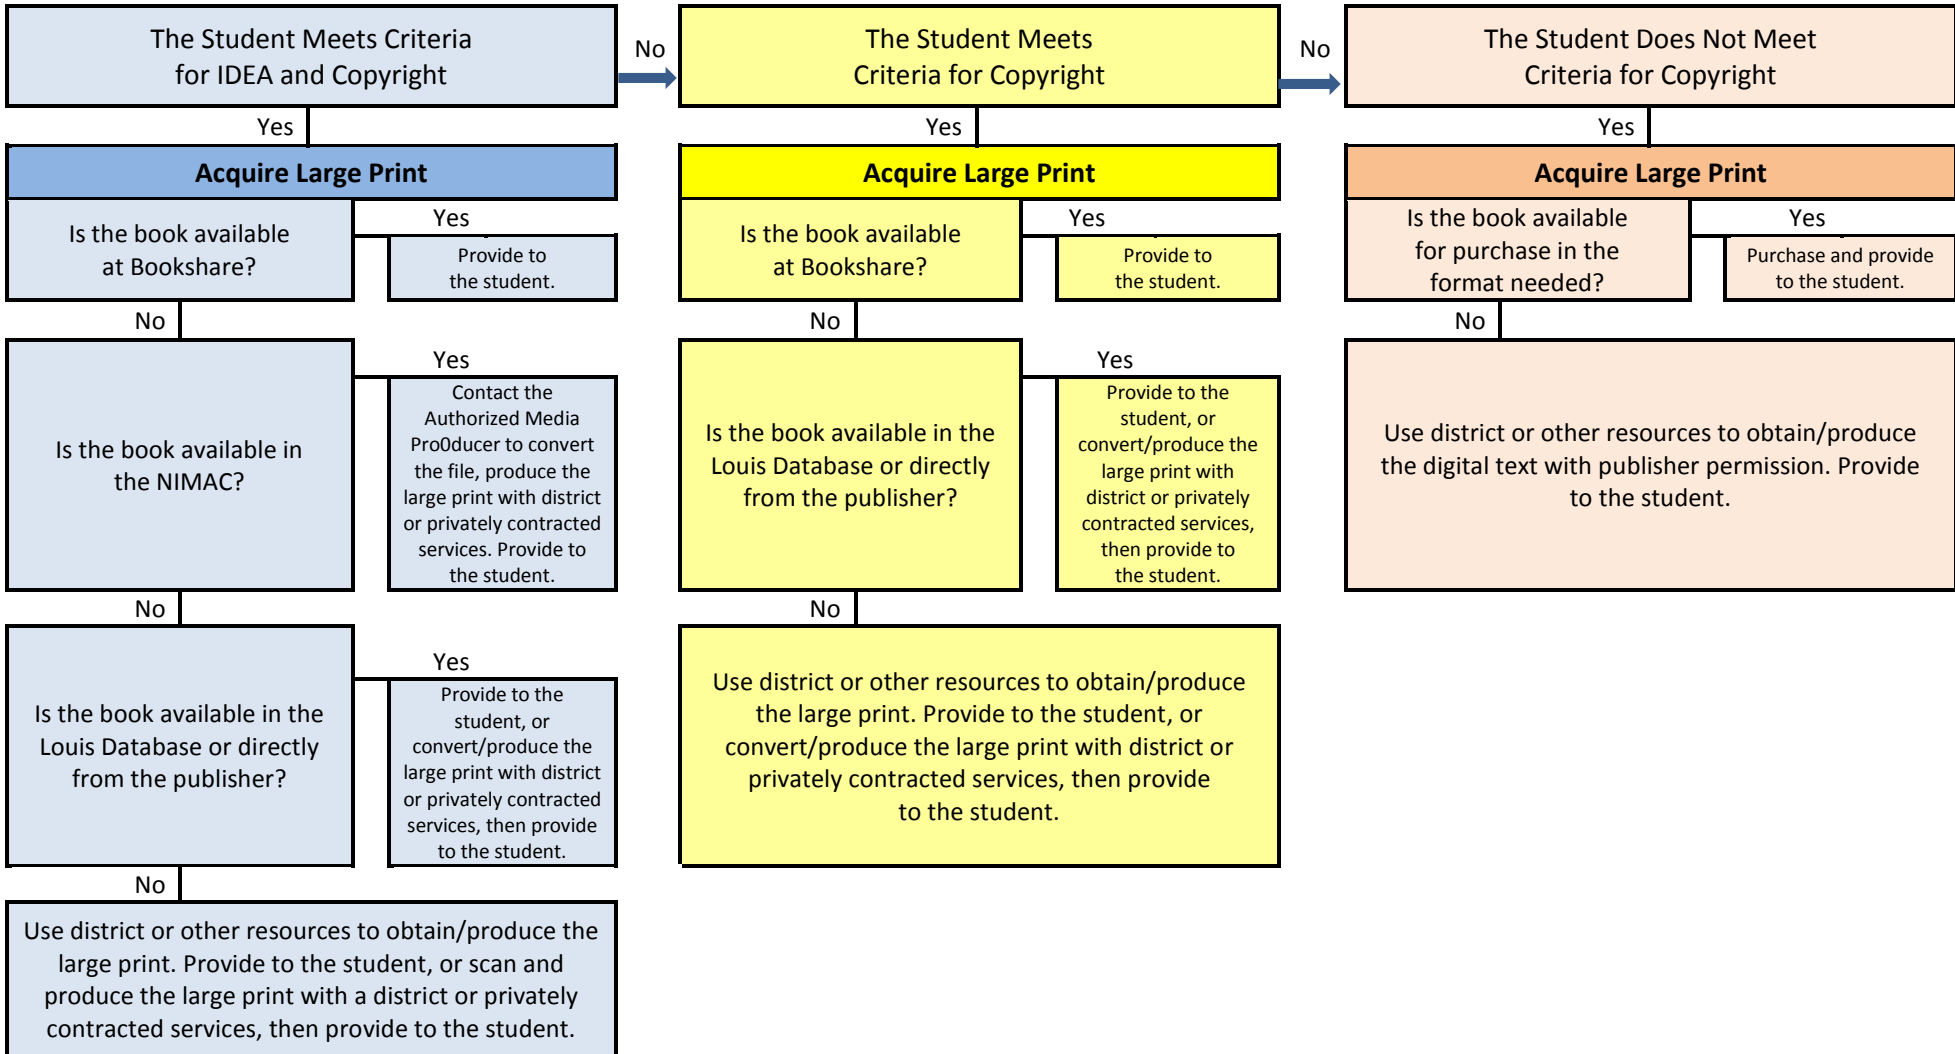 The Student Meets Criteria
for IDEA and Copyright
No
The Student Meets
Criteria for Copyright
No
The Student Does Not Meet
Criteria for Copyright
Yes
Acquire Large Print
Is the book available
at Bookshare?
Yes
Provide to
the student.
No
Is the book available in
the NIMAC?
Yes
Contact the
Authorized Media
Pro0ducer to convert
the file, produce the
large print with district
or privately contracted
services. Provide to
the student.
No
Is the book available in the
Louis Database or directly
from the publisher?
Yes
Provide to the
student, or
convert/produce the
large print with district
or privately contracted
services, then provide
to the student.
No
Use district or other resources to obtain/produce the
large print. Provide to the student, or scan and
produce the large print with a district or privately
contracted services, then provide to the student.
Yes
Acquire Large Print
Is the book available
at Bookshare?
Yes
Provide to
the student.
No
Is the book available in the
Louis Database or directly
from the publisher?
Yes
Provide to the
student, or
convert/produce the
large print with
district or privately
contracted services,
then provide to
the student.
No
Use district or other resources to obtain/produce
the large print. Provide to the student, or
convert/produce the large print with district or
privately contracted services, then provide
to the student.
Yes
Acquire Large Print
Is the book available
for purchase in the
format needed?
Yes
Purchase and provide
to the student.
No
Use district or other resources to obtain/produce
the digital text with publisher permission. Provide
to the student.